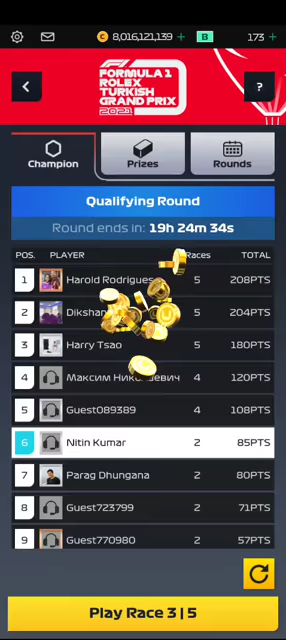 8,016,121,139 +
B
173 +
FORMULA 1
ROLEX
TURKISH
GRAND PRIX
2021
?
Champion
Prizes
Rounds
Qualifying Round
Round ends in: 19h 24m 34s
POS. PLAYER Races TOTAL
1 Haroid Rodrigues 5 208PTS
2 Dikshan 5 204PTS
3 Harry Tsao 5 180PTS
4 Максим 4 120PTS
5 Guest089389 4 108PTS
6 Nitin Kumar 2 85PTS
7 Parag Dhungana 2 80PTS
8 Guest723799 2 71PTS
9 Guest770980 2 57PTS
Play Race 3 | 5